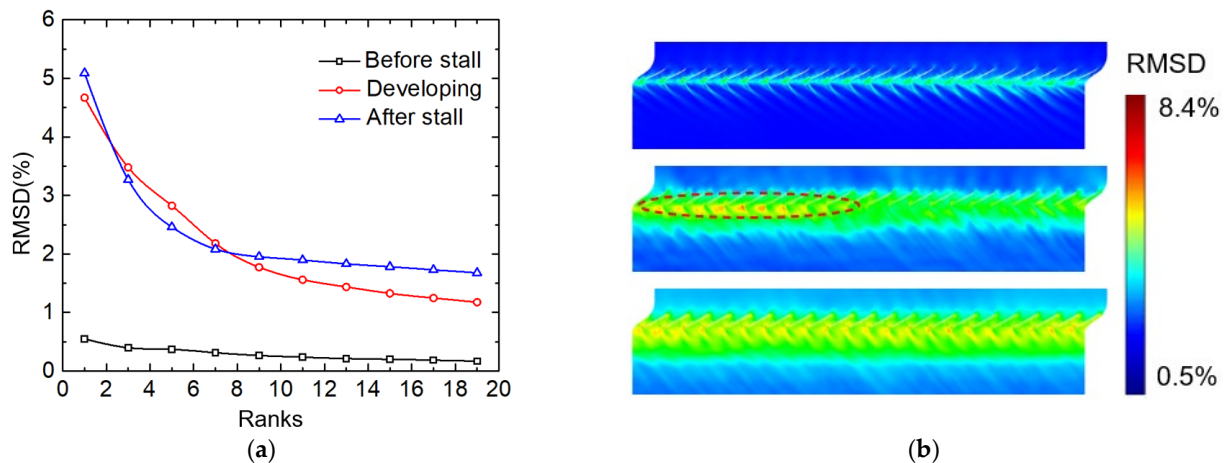 6
5
4
3
2
1
0
RMSD(%)
Before stall
Developing
After stall
0 2 4 6 8 10 12 14 16 18 20
Ranks
(a)
RMSD
8.4%
0.5%
(b)